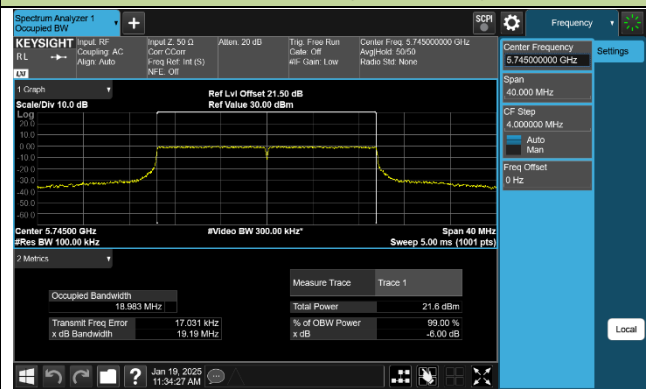 Spectrum Analyzer 1
Occupied BW
SCPI
Frequency
KEYSIGHT
RL
LXI
Input: RF
Coupling: AC
Align: Auto
Input Z: 50 Ω
Corr CCorr
Freq Ref: Int (S)
NFE: Off
Atten: 20 dB
Trig: Free Run
Gate: Off
#IF Gain: Low
Center Freq: 5.745000000 GHz
Avg|Hold: 50/50
Radio Std: None
Center Frequency
5.745000000 GHz
Settings
Span
40.000 MHz
CF Step
4.000000 MHz
Auto
Man
Freq Offset
0 Hz
Local
1 Graph
Scale/Div 10.0 dB
Ref Lvl Offset 21.50 dB
Ref Value 30.00 dBm
Log
20.0
10.0
0.00
-10.0
-20.0
-30.0
-40.0
-50.0
-60.0
Center 5.74500 GHz
#Video BW 300.00 kHz*
Span 40 MHz
#Res BW 100.00 kHz
Sweep 5.00 ms (1001 pts)
2 Metrics
Measure Trace
Trace 1
Occupied Bandwidth
18.983 MHz
Total Power
21.6 dBm
Transmit Freq Error
17.031 kHz
% of OBW Power
99.00 %
x dB Bandwidth
19.19 MHz
x dB
-6.00 dB
?
Jan 19, 2025
11:34:27 AM